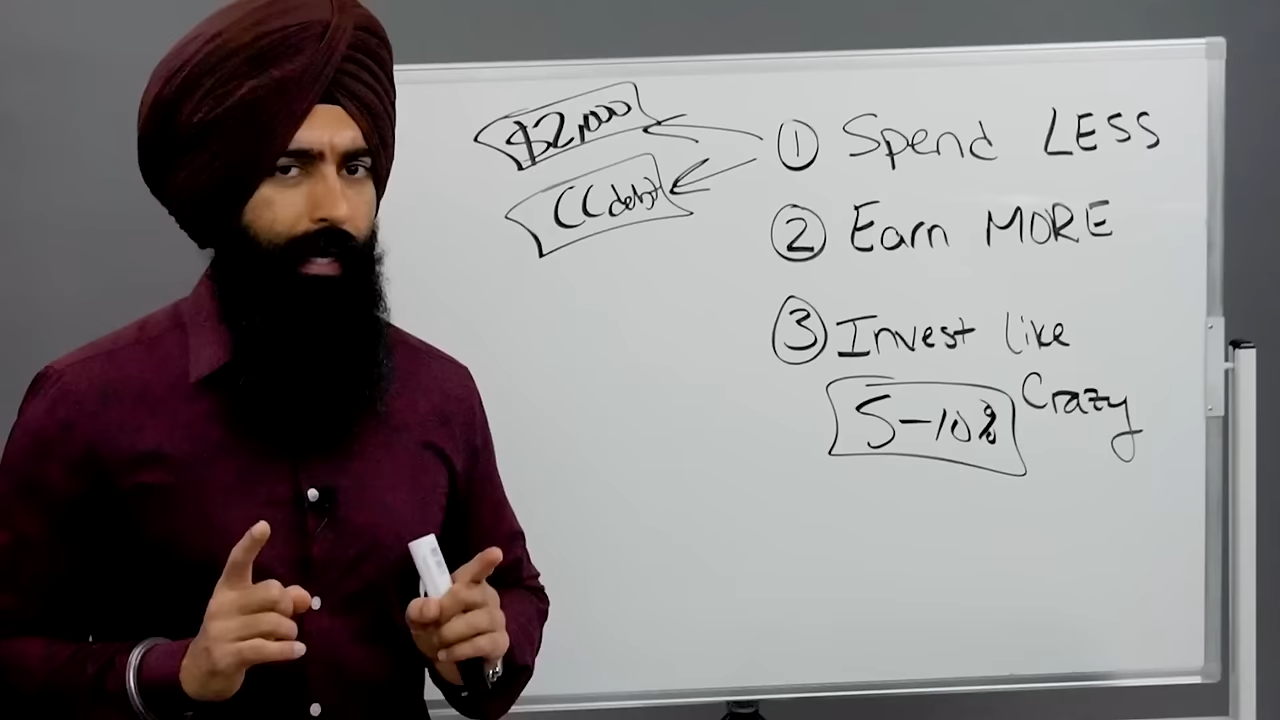 $2,000
CC debt
① Spend LESS
② Earn MORE
③ Invest like
Crazy
5-10%